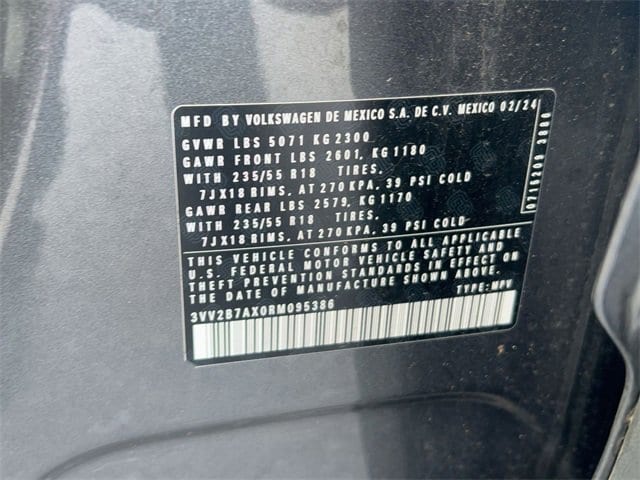 MFD BY VOLKSWAGEN DE MEXICO S.A. DE C.V. MEXICO 02/24
GVWR LBS 5071 KG 2300
GAWR FRONT LBS 2601, KG 1180
WITH 235/55 R18 TIRES.
7JX18 RIMS, AT 270 KPA, 39 PSI COLD
GAWR REAR LBS 2579, KG 1170
WITH 235/55 R18 TIRES.
7JX18 RIMS, AT 270 KPA, 39 PSI COLD
THIS VEHICLE CONFORMS TO ALL APPLICABLE
U.S. FEDERAL MOTOR VEHICLE SAFETY AND
THEFT PREVENTION STANDARDS IN EFFECT ON
THE DATE OF MANUFACTURE SHOWN ABOVE.
3VV2B7AX0RM095386 TYPE: MPV